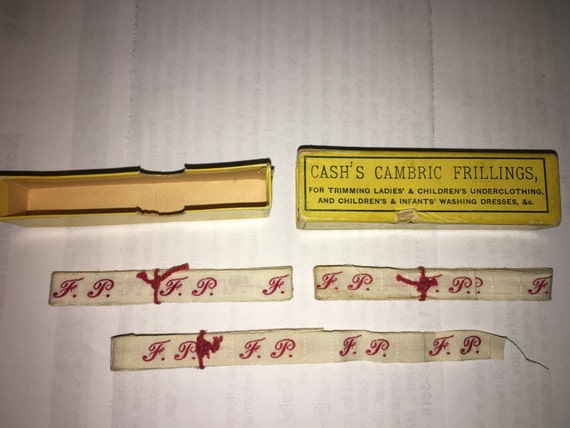 CASH'S CAMBRIC FRILLINGS,
FOR TRIMMING LADIES' & CHILDREN'S UNDERCLOTHING,
AND CHILDREN'S & INFANTS' WASHING DRESSES, &c.
F. P. F. P. F.
F. P. P. F.
F. P. F. P. F. P. F. P.